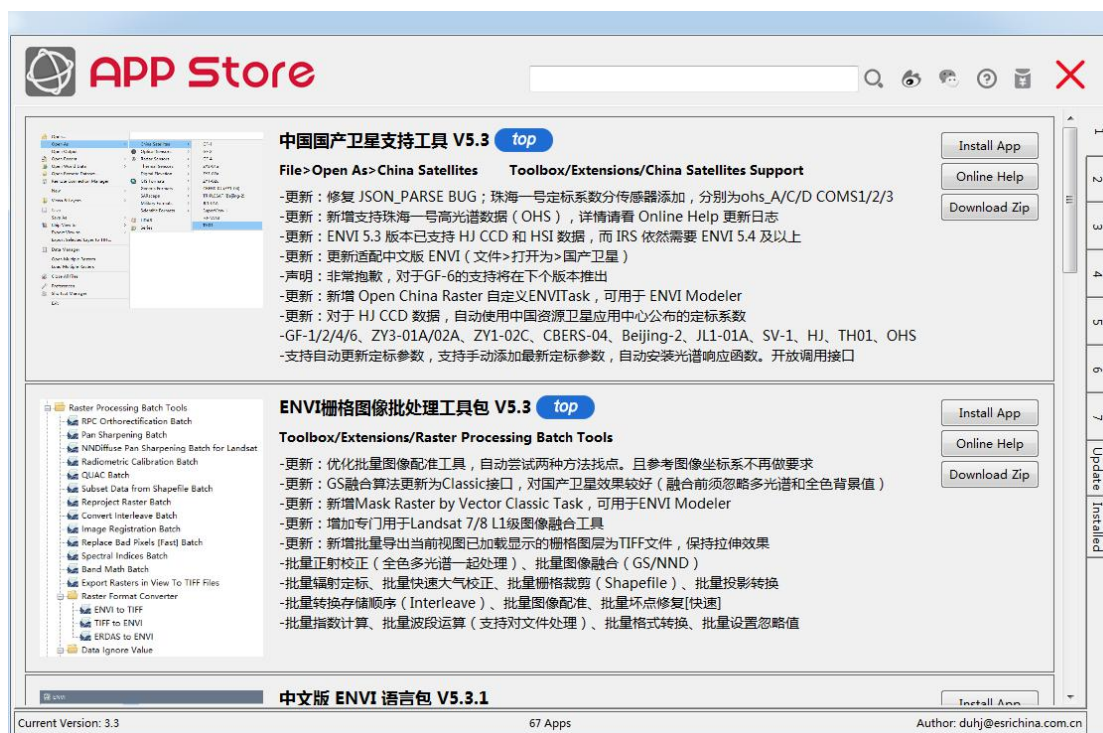 APP Store
中国国产卫星支持工具 V5.3 top
File>Open As>China Satellites Toolbox/Extensions/China Satellites Support
-更新：修复 JSON_PARSE BUG；珠海一号定标系数分传感器添加，分别为ohs_A/C/D COMS1/2/3
-更新：新增支持珠海一号高光谱数据（OHS），详情请看 Online Help 更新日志
-更新：ENVI 5.3 版本已支持 HJ CCD 和 HSI 数据，而 IRS 依然需要 ENVI 5.4 及以上
-更新：更新适配中文版 ENVI（文件>打开为>国产卫星）
-声明：非常抱歉，对于GF-6的支持将在下个版本推出
-更新：新增 Open China Raster 自定义ENVITask，可用于 ENVI Modeler
-更新：对于 HJ CCD 数据，自动使用中国资源卫星应用中心公布的定标系数
-GF-1/2/4/6、ZY3-01A/02A、ZY1-02C、CBERS-04、Beijing-2、JL1-01A、SV-1、HJ、TH01、OHS
-支持自动更新定标参数，支持手动添加最新定标参数，自动安装光谱响应函数。开放调用接口
Install App
Online Help
Download Zip
Raster Processing Batch Tools
RPC Orthorectification Batch
Pan Sharpening Batch
NNDiffuse Pan Sharpening Batch for Landsat
Radiometric Calibration Batch
QUAC Batch
Subset Data from Shapefile Batch
Reproject Raster Batch
Convert Interleave Batch
Image Registration Batch
Replace Bad Pixels [Fast] Batch
Spectral Indices Batch
Band Math Batch
Export Rasters in View To TIFF Files
Raster Format Converter
ENVI to TIFF
TIFF to ENVI
ERDAS to ENVI
Data Ignore Value
ENVI栅格图像批处理工具包 V5.3 top
Toolbox/Extensions/Raster Processing Batch Tools
-更新：优化批量图像配准工具，自动尝试两种方法找点。且参考图像坐标系不再做要求
-更新：GS融合算法更新为Classic接口，对国产卫星效果较好（融合前须忽略多光谱和全色背景值）
-更新：新增Mask Raster by Vector Classic Task，可用于ENVI Modeler
-更新：增加专门用于Landsat 7/8 L1级图像融合工具
-更新：新增批量导出当前视图已加载显示的栅格图层为TIFF文件，保持拉伸效果
-批量正射校正（全色多光谱一起处理）、批量图像融合（GS/NND）
-批量辐射定标、批量快速大气校正、批量栅格裁剪（Shapefile）、批量投影转换
-批量转换存储顺序（Interleave）、批量图像配准、批量坏点修复[快速]
-批量指数计算、批量波段运算（支持对文件处理）、批量格式转换、批量设置忽略值
Install App
Online Help
Download Zip
中文版 ENVI 语言包 V5.3.1
Install App
1
2
3
4
5
6
7
Update
Installed
Current Version: 3.3
67 Apps
Author: duhj@esrichina.com.cn